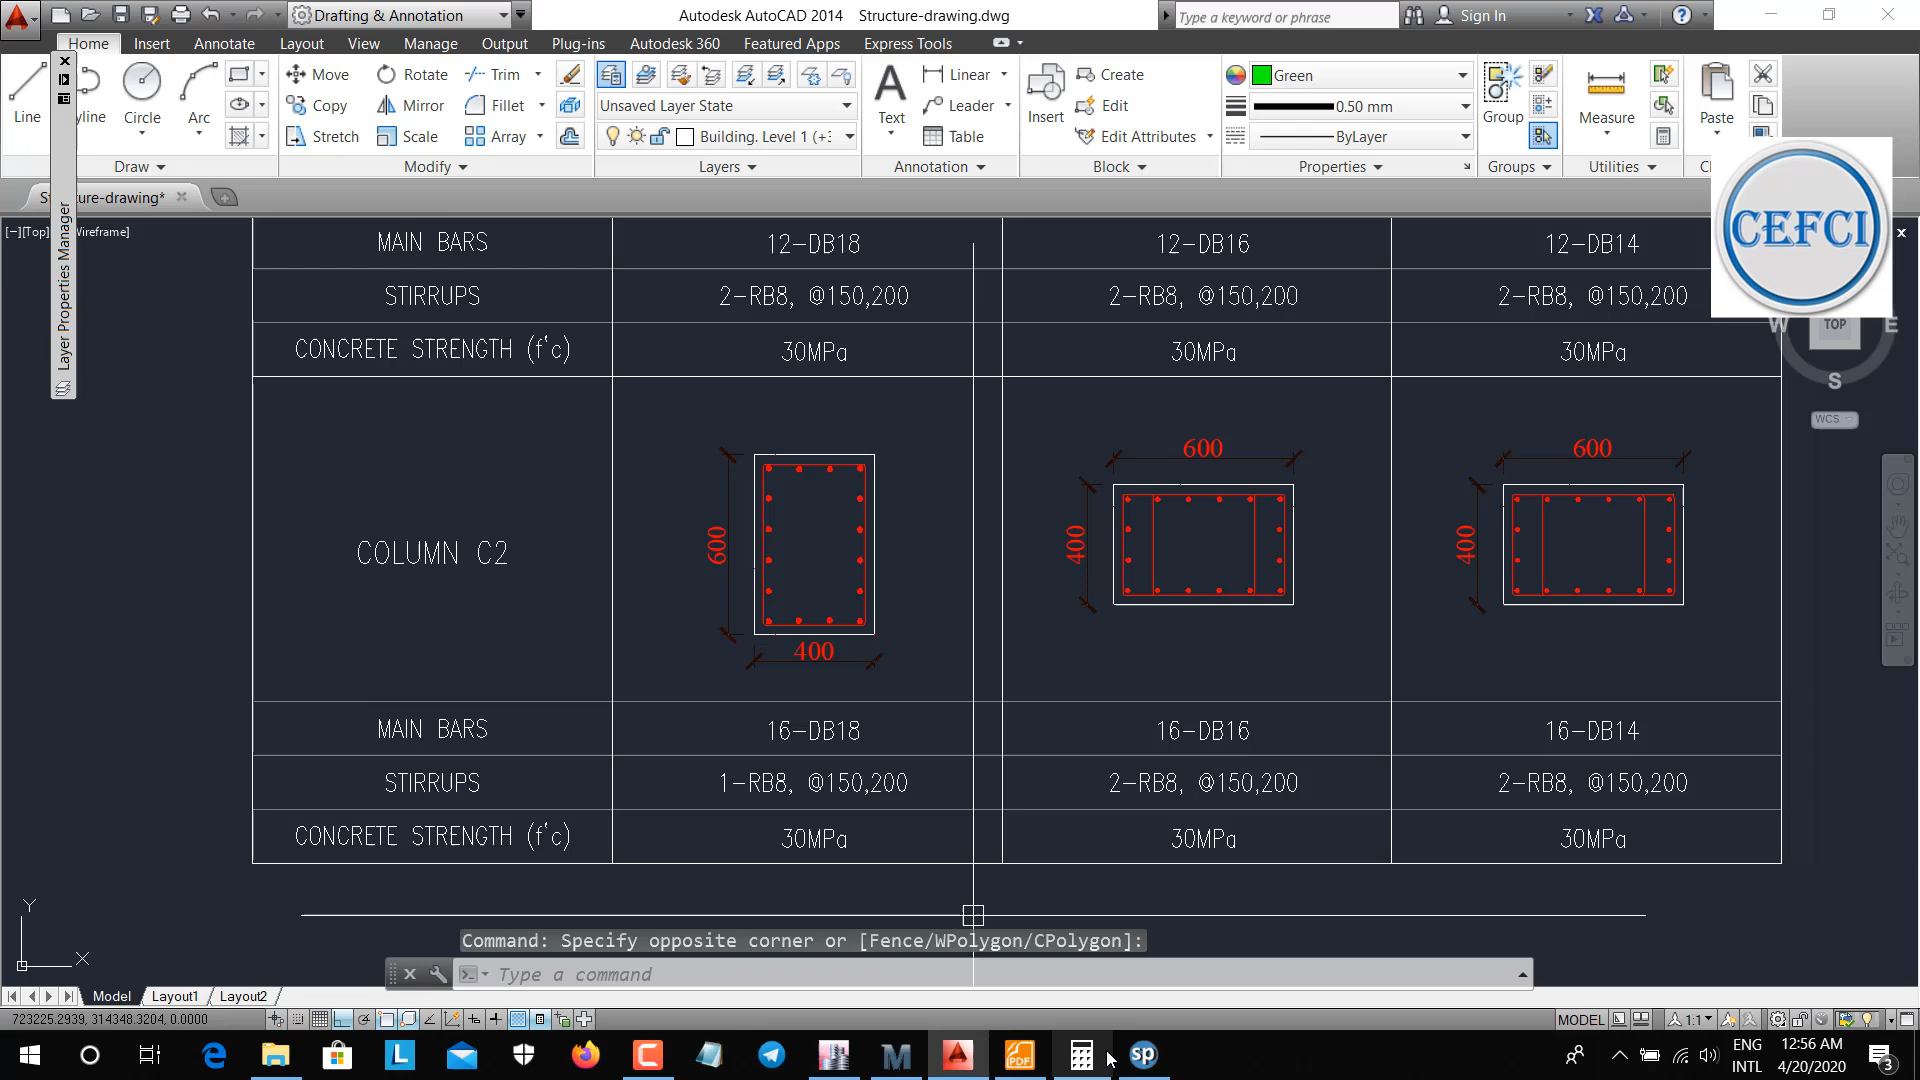 Drafting & Annotation
Autodesk AutoCAD 2014 Structure-drawing.dwg
Type a keyword or phrase
Sign In
Home Insert Annotate Layout View Manage Output Plug-ins Autodesk 360 Featured Apps Express Tools
Line
Circle
Arc
Move Rotate Trim
Copy Mirror Fillet
Stretch Scale Array
Unsaved Layer State
Building. Level 1 (+
Text
Linear
Leader
Table
Insert
Create
Edit
Edit Attributes
Green
0.50 mm
ByLayer
Group
Measure
Paste
Draw Modify Layers Annotation Block Properties Groups Utilities
[−][Top]
Wireframe]
Layer Properties Manager
CEFCI
TOP
W E
S
WCS
MAIN BARS 12-DB18 12-DB16 12-DB14
STIRRUPS 2-RB8, @150,200 2-RB8, @150,200 2-RB8, @150,200
CONCRETE STRENGTH (f'c) 30MPa 30MPa 30MPa
COLUMN C2
600 400
600 400
600 400
MAIN BARS 16-DB18 16-DB16 16-DB14
STIRRUPS 1-RB8, @150,200 2-RB8, @150,200 2-RB8, @150,200
CONCRETE STRENGTH (f'c) 30MPa 30MPa 30MPa
Y
X
Command: Specify opposite corner or [Fence/WPolygon/CPolygon]:
Type a command
Model Layout1 Layout2
723225.2939, 314348.3204, 0.0000
MODEL
1:1
L
M
PDF
sp
ENG
INTL
12:56 AM
4/20/2020
3